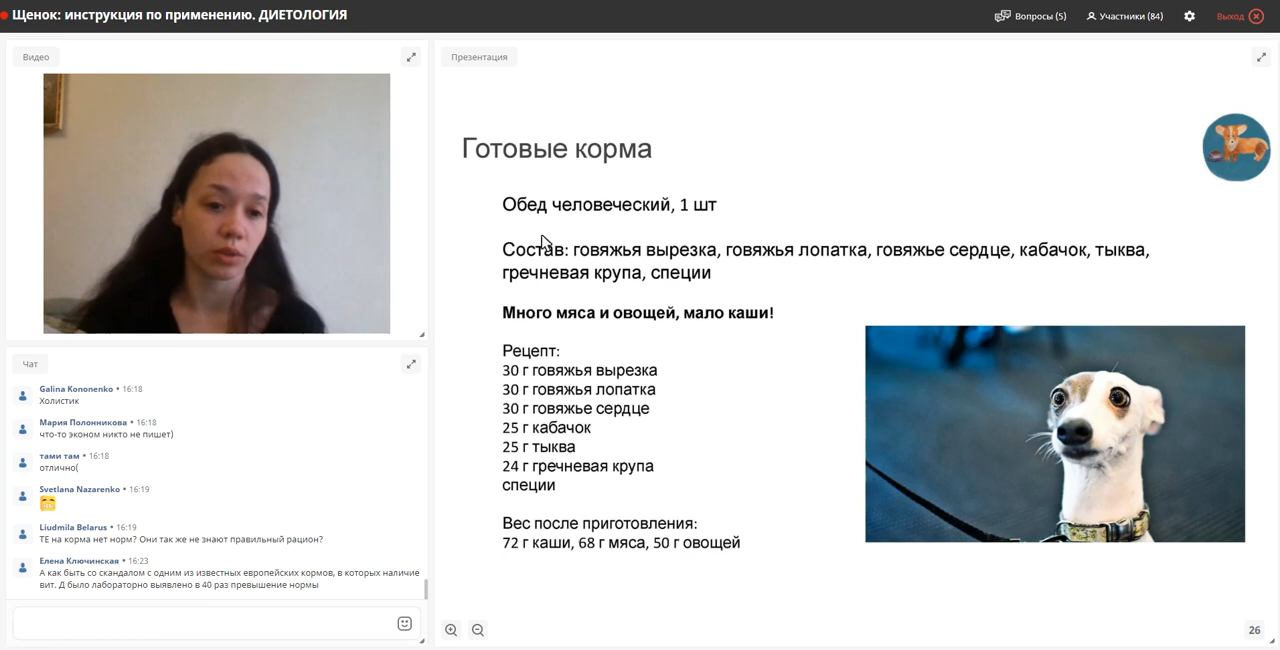 Щенок: инструкция по применению. ДИЕТОЛОГИЯ
Вопросы (5)
Участники (84)
Выход
Видео
Презентация
Готовые корма
Обед человеческий, 1 шт
Состав: говяжья вырезка, говяжья лопатка, говяжье сердце, кабачок, тыква,
гречневая крупа, специи
Много мяса и овощей, мало каши!
Рецепт:
30 г говяжья вырезка
30 г говяжья лопатка
30 г говяжье сердце
25 г кабачок
25 г тыква
24 г гречневая крупа
специи
Вес после приготовления:
72 г каши, 68 г мяса, 50 г овощей
26
Чат
Galina Kononenko • 16:18
Холистик
Мария Полонникова • 16:18
что-то эконом никто не пишет)
тами там • 16:18
отлично(
Svetlana Nazarenko • 16:19
Liudmila Belarus • 16:19
ТЕ на корма нет норм? Они так же не знают правильный рацион?
Елена Ключинская • 16:23
А как быть со скандалом с одним из известных европейских кормов, в которых наличие
вит. Д было лабораторно выявлено в 40 раз превышение нормы